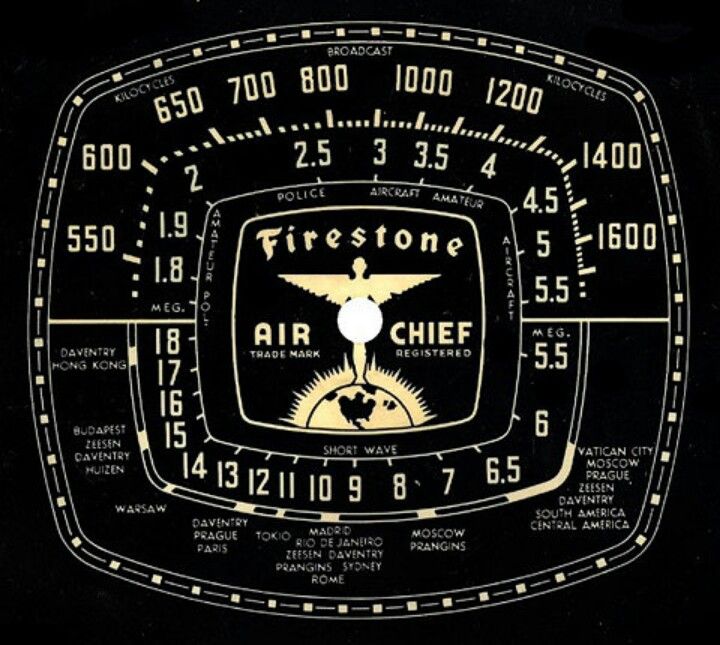 BROADCAST
KILOCYCLES
KILOCYCLES
550 600 650 700 800 1000 1200 1400 1600
MEG. 1.8 1.9 2 2.5 3 3.5 4 4.5 5 5.5
AMATEUR POL.
POLICE
AIRCRAFT
AMATEUR
AIRCRAFT
Firestone
AIR CHIEF
TRADE MARK REGISTERED
SHORT WAVE
18 17 16 15 14 13 12 11 10 9 8 7 6.5 6 5.5 MEG.
DAVENTRY
HONG KONG
BUDAPEST
ZEESEN
DAVENTRY
HUIZEN
WARSAW
DAVENTRY
PRAGUE
PARIS
TOKIO
MADRID
RIO DE JANEIRO
ZEESEN DAVENTRY
PRANGINS SYDNEY
ROME
MOSCOW
PRANGINS
VATICAN CITY
MOSCOW
PRAGUE
ZEESEN
DAVENTRY
SOUTH AMERICA
CENTRAL AMERICA